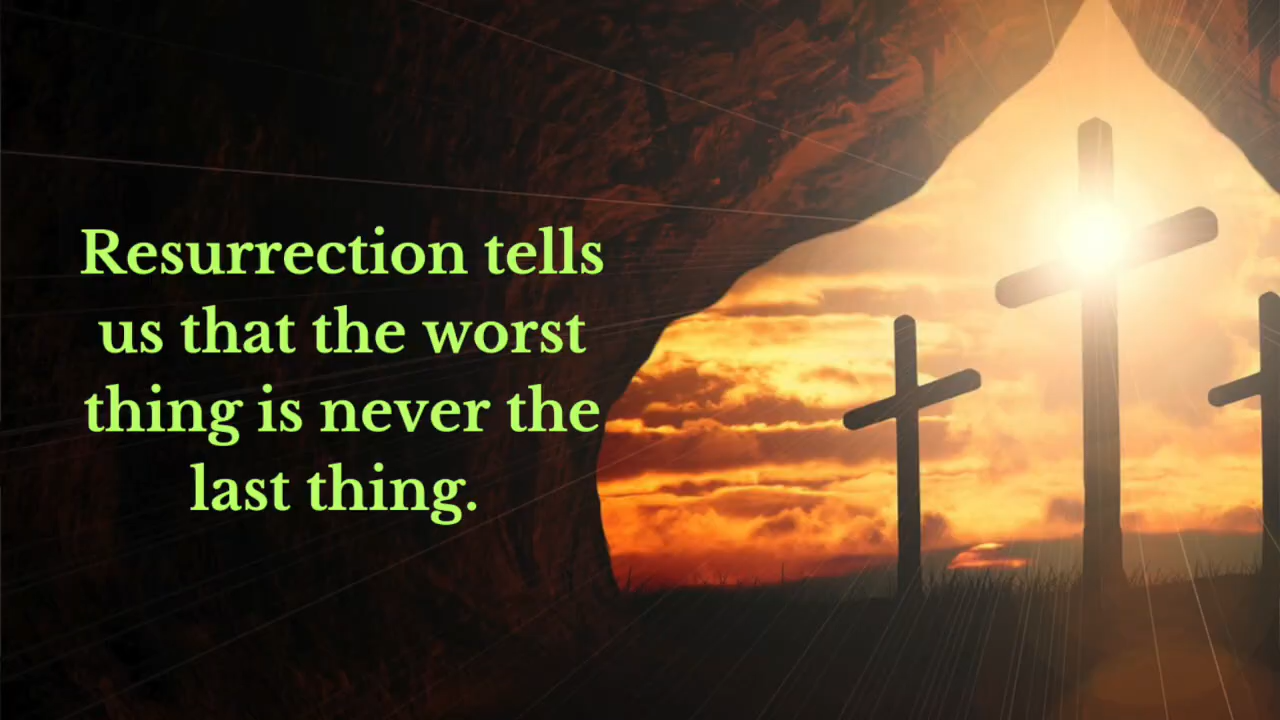 Resurrection tells
us that the worst
thing is never the
last thing.